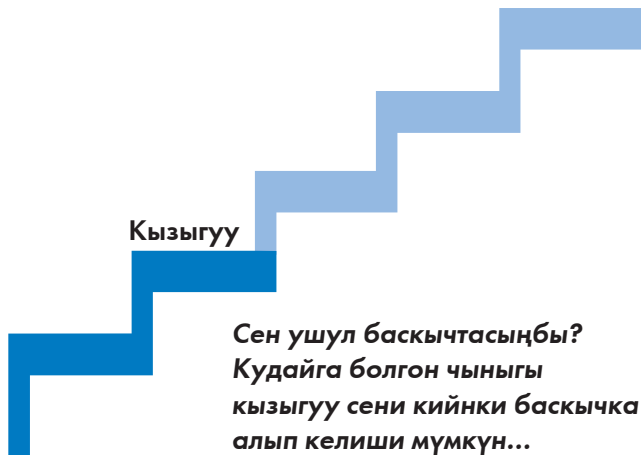 Кызыгуу
Сен ушул баскычтасыңбы?
Кудайга болгон чыныгы
кызыгуу сени кийнки баскычка
алып келиши мүмкүн...